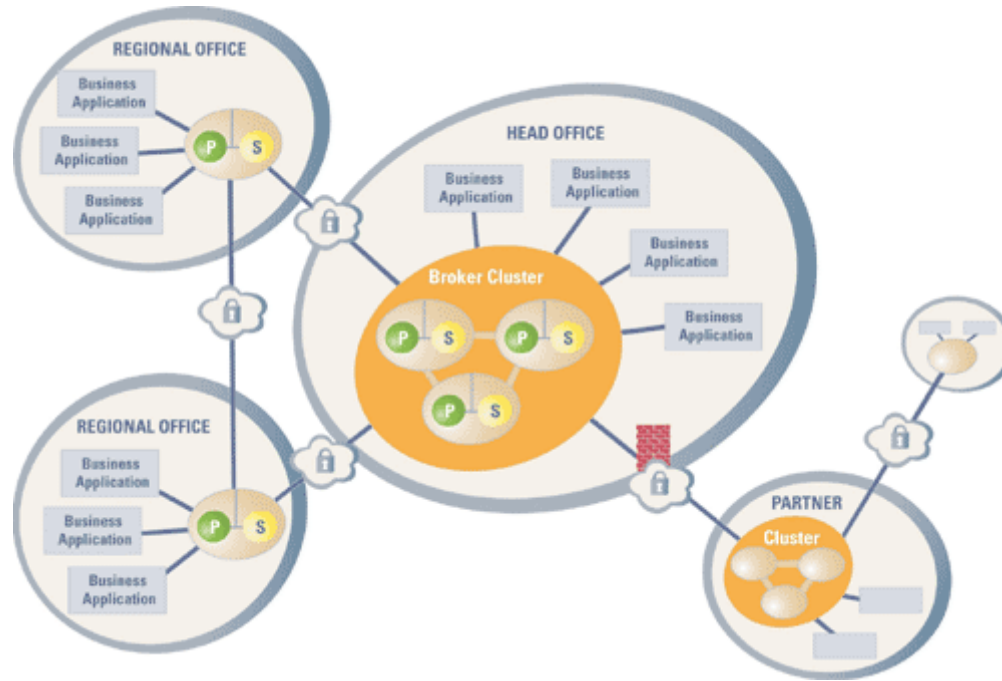 REGIONAL OFFICE
Business
Application
Business
Application
Business
Application
P
S
HEAD OFFICE
Business
Application
Business
Application
Business
Application
Business
Application
Broker Cluster
P
S
P
S
P
S
REGIONAL OFFICE
Business
Application
Business
Application
Business
Application
P
S
PARTNER
Cluster